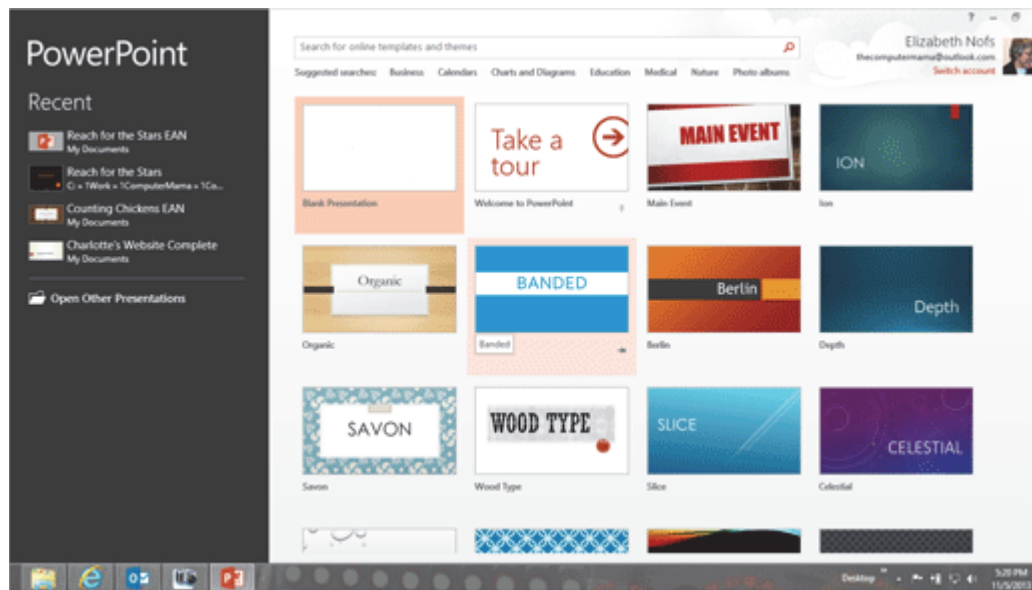 PowerPoint
Recent
Reach for the Stars EAN
My Documents
Reach for the Stars
C: » 1Work » 1ComputerMama » 1Co...
Counting Chickens EAN
My Documents
Charlotte's Website Complete
My Documents
Open Other Presentations
?
Search for online templates and themes
Elizabeth Nofs
thecomputermama@outlook.com
Switch account
Suggested searches: Business Calendars Charts and Diagrams Education Medical Nature Photo albums
Take a
tour
MAIN EVENT
ION
Blank Presentation
Welcome to PowerPoint
Main Event
Ion
Organic
BANDED
Berlin
Depth
Organic
Banded
Berlin
Depth
SAVON
WOOD TYPE
SLICE
CELESTIAL
Savon
Wood Type
Slice
Celestial
Desktop
5:20 PM
11/5/2013